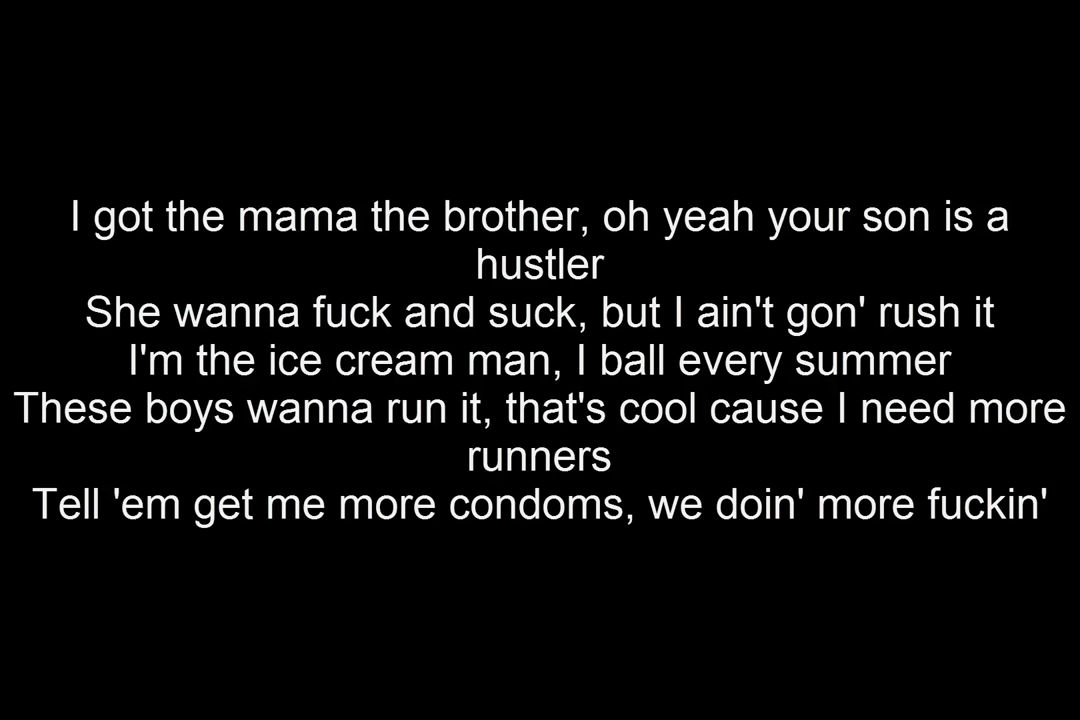 I got the mama the brother, oh yeah your son is a
hustler
She wanna fuck and suck, but I ain't gon' rush it
I'm the ice cream man, I ball every summer
These boys wanna run it, that's cool cause I need more
runners
Tell 'em get me more condoms, we doin' more fuckin'